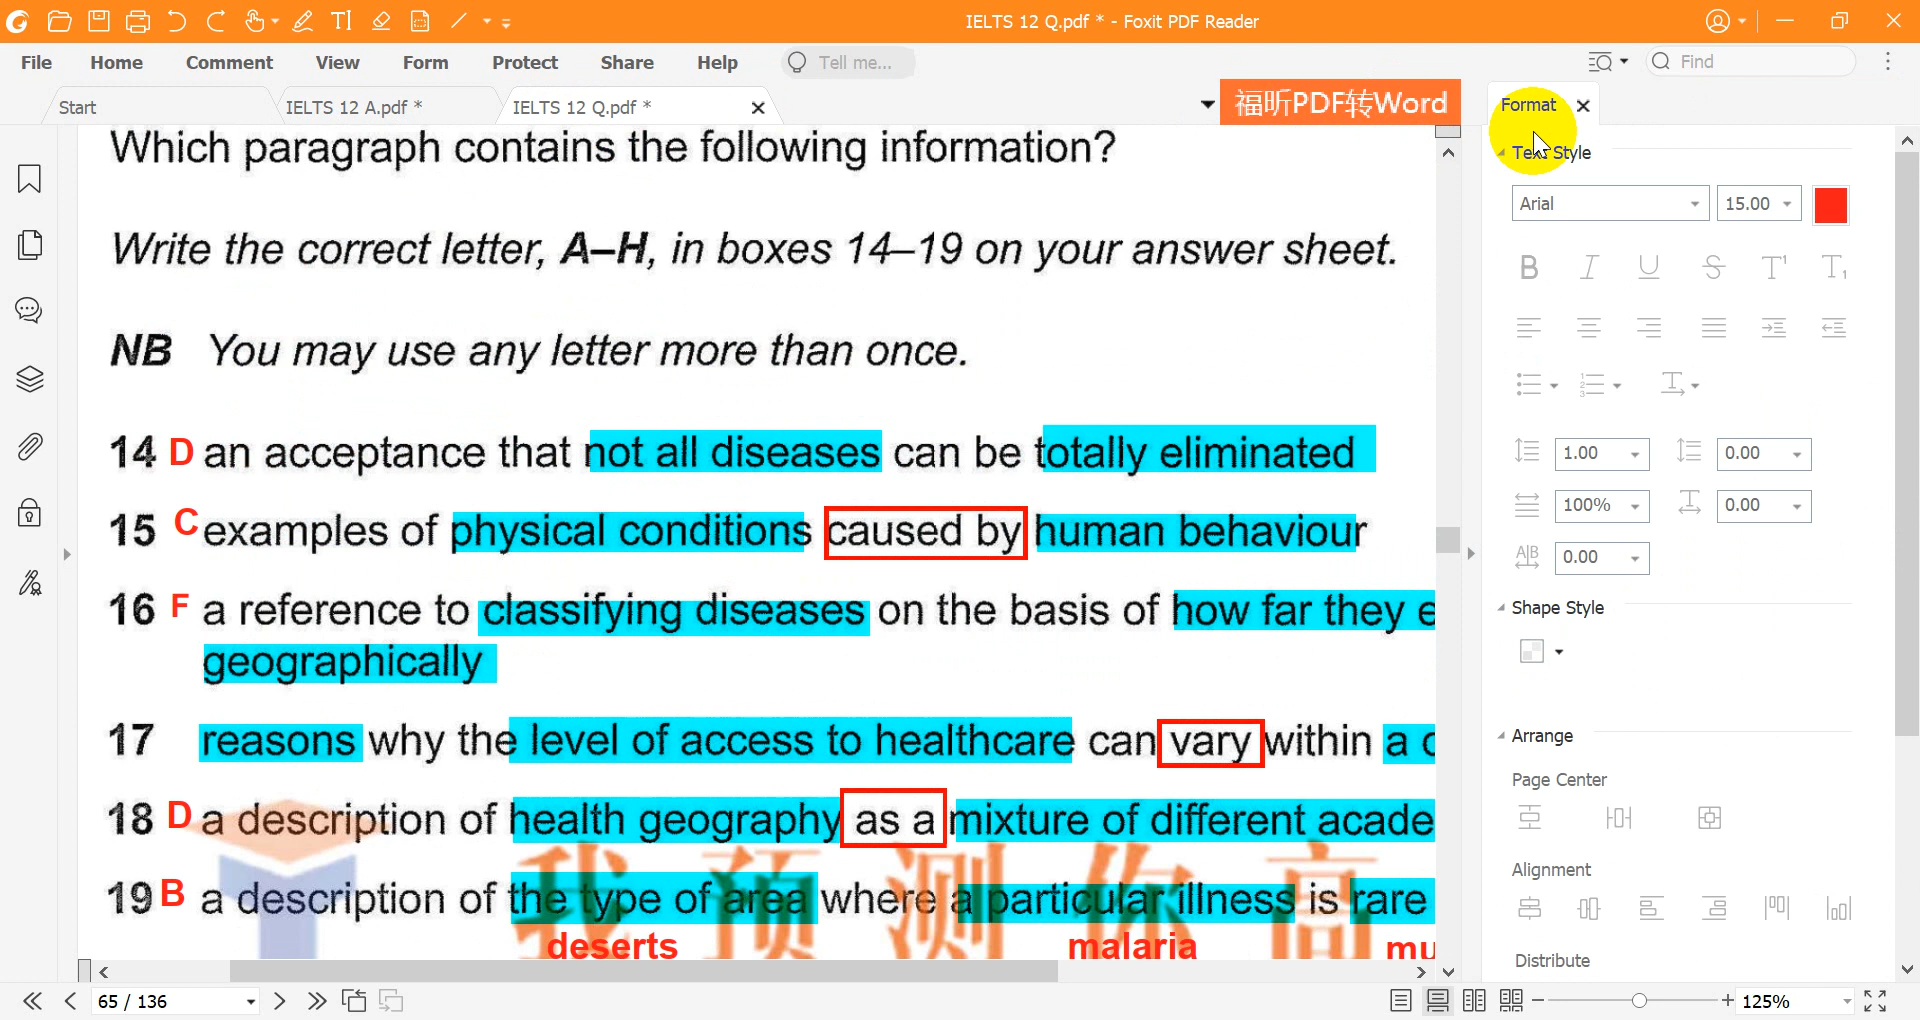 IELTS 12 Q.pdf * - Foxit PDF Reader
File Home Comment View Form Protect Share Help Tell me... Find
Start IELTS 12 A.pdf * IELTS 12 Q.pdf * 福昕PDF转Word Format
Text Style
Arial 15.00
1.00 0.00
100% 0.00
0.00
Shape Style
Arrange
Page Center
Alignment
Distribute
Which paragraph contains the following information?
Write the correct letter, A–H, in boxes 14–19 on your answer sheet.
NB You may use any letter more than once.
14 D an acceptance that not all diseases can be totally eliminated
15 C examples of physical conditions caused by human behaviour
16 F a reference to classifying diseases on the basis of how far they e
geographically
17 reasons why the level of access to healthcare can vary within a c
18 D a description of health geography as a mixture of different acade
19 B a description of the type of area where a particular illness is rare
我预测你高
deserts malaria mu
65 / 136 125%